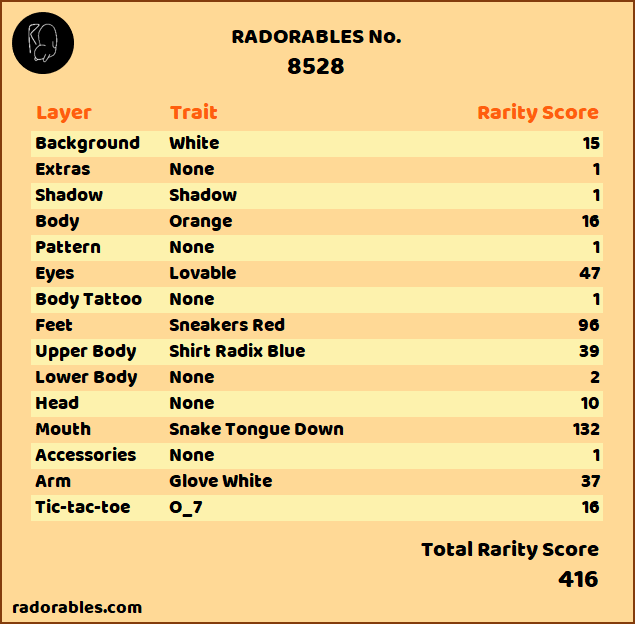 RADORABLES No.
8528
Layer Trait Rarity Score
Background White 15
Extras None 1
Shadow Shadow 1
Body Orange 16
Pattern None 1
Eyes Lovable 47
Body Tattoo None 1
Feet Sneakers Red 96
Upper Body Shirt Radix Blue 39
Lower Body None 2
Head None 10
Mouth Snake Tongue Down 132
Accessories None 1
Arm Glove White 37
Tic-tac-toe O_7 16
Total Rarity Score
416
radorables.com